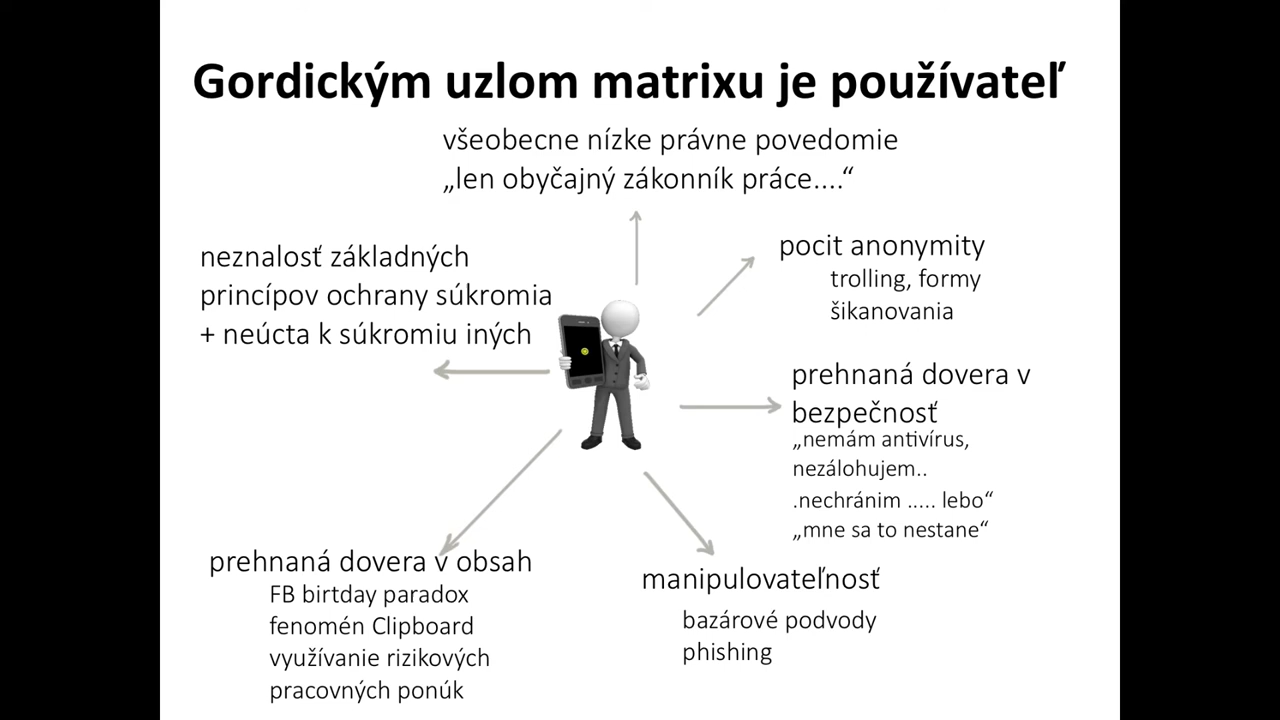 Gordickým uzlom matrixu je používateľ
všeobecne nízke právne povedomie
„len obyčajný zákonník práce....“
neznalosť základných
princípov ochrany súkromia
+ neúcta k súkromiu iných
pocit anonymity
trolling, formy
šikanovania
prehnaná dovera v
bezpečnosť
„nemám antivírus,
nezálohujem..
.nechránim ..... lebo“
„mne sa to nestane“
prehnaná dovera v obsah
FB birtday paradox
fenomén Clipboard
využívanie rizikových
pracovných ponúk
manipulovateľnosť
bazárové podvody
phishing